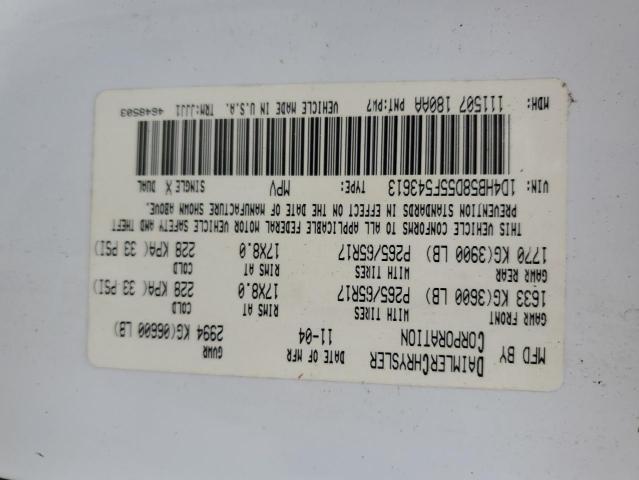 MFD BY DAIMLERCHRYSLER CORPORATION
DATE OF MFR 11-04
GVWR 2994 KG(06600 LB)
GAWR FRONT WITH TIRES RIMS AT COLD
1633 KG(3600 LB) P265/65R17 17X8.0 228 KPA( 33 PSI)
GAWR REAR WITH TIRES RIMS AT COLD
1770 KG(3900 LB) P265/65R17 17X8.0 228 KPA( 33 PSI)
THIS VEHICLE CONFORMS TO ALL APPLICABLE FEDERAL MOTOR VEHICLE SAFETY AND THEFT
PREVENTION STANDARDS IN EFFECT ON THE DATE OF MANUFACTURE SHOWN ABOVE.
VIN: 1D4HB58D55F543613 TYPE: MPV SINGLE X DUAL
MDH: 111507 180AA PNT:PW7 VEHICLE MADE IN U.S.A. TRM:JJJ1 4648503